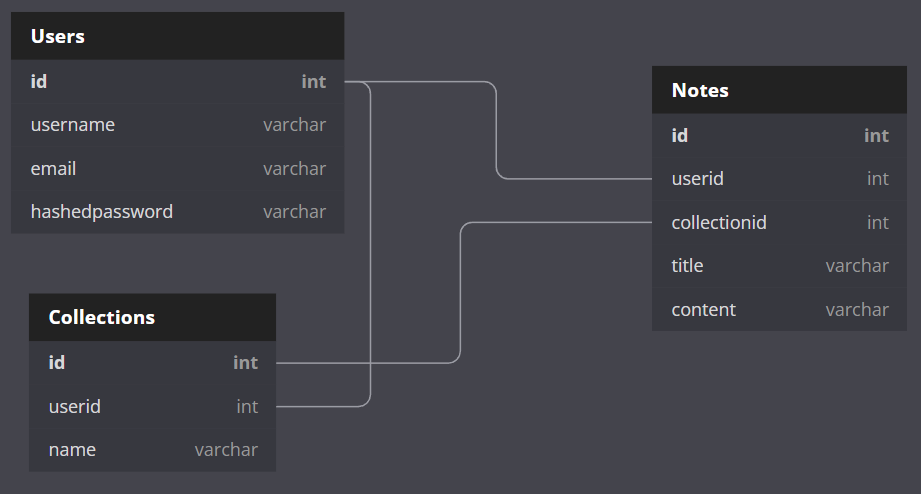 Users
id int
username varchar
email varchar
hashedpassword varchar
Notes
id int
userid int
collectionid int
title varchar
content varchar
Collections
id int
userid int
name varchar